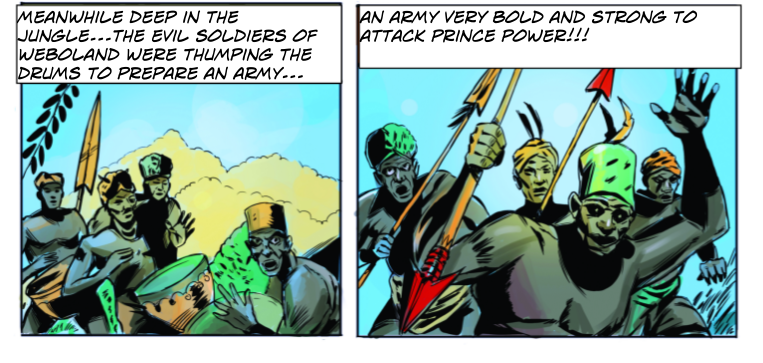 MEANWHILE DEEP IN THE
JUNGLE...THE EVIL SOLDIERS OF
WEBOLAND WERE THUMPING THE
DRUMS TO PREPARE AN ARMY...
AN ARMY VERY BOLD AND STRONG TO
ATTACK PRINCE POWER!!!